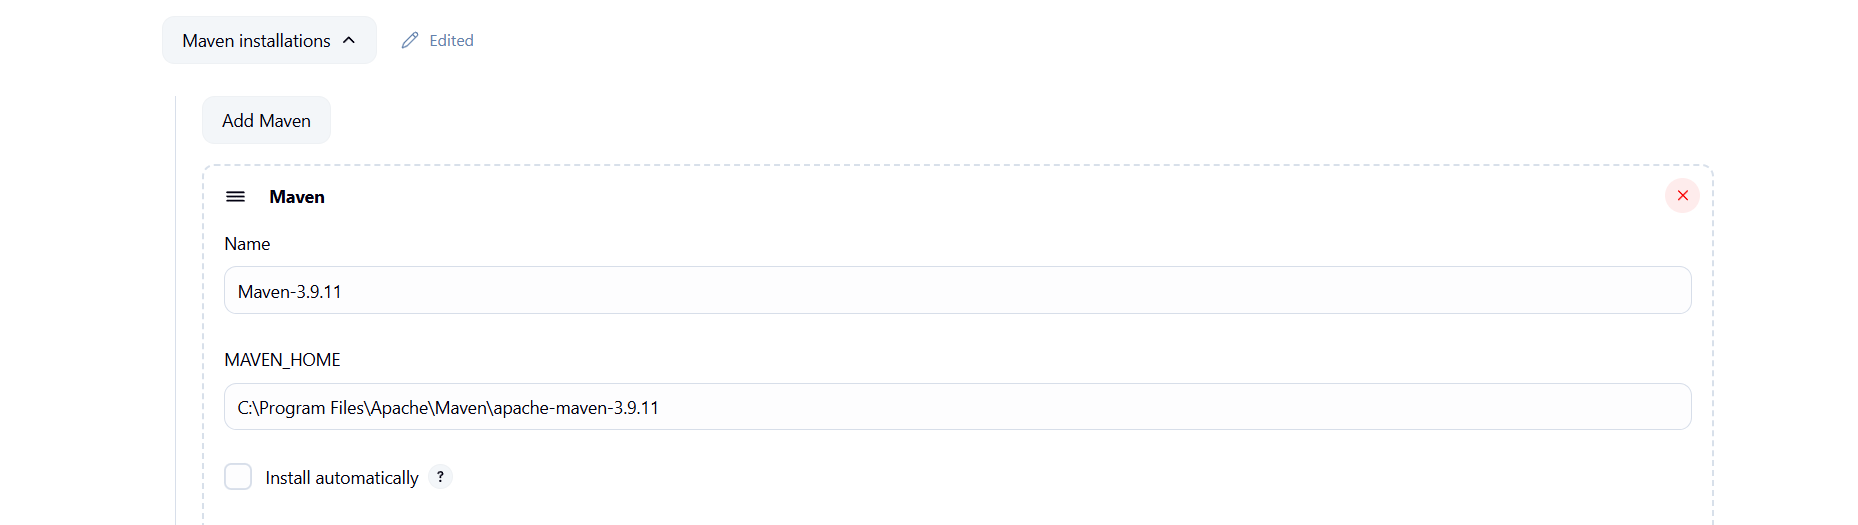 Maven installations
Edited
Add Maven
Maven
Name
Maven-3.9.11
MAVEN_HOME
C:\Program Files\Apache\Maven\apache-maven-3.9.11
Install automatically ?